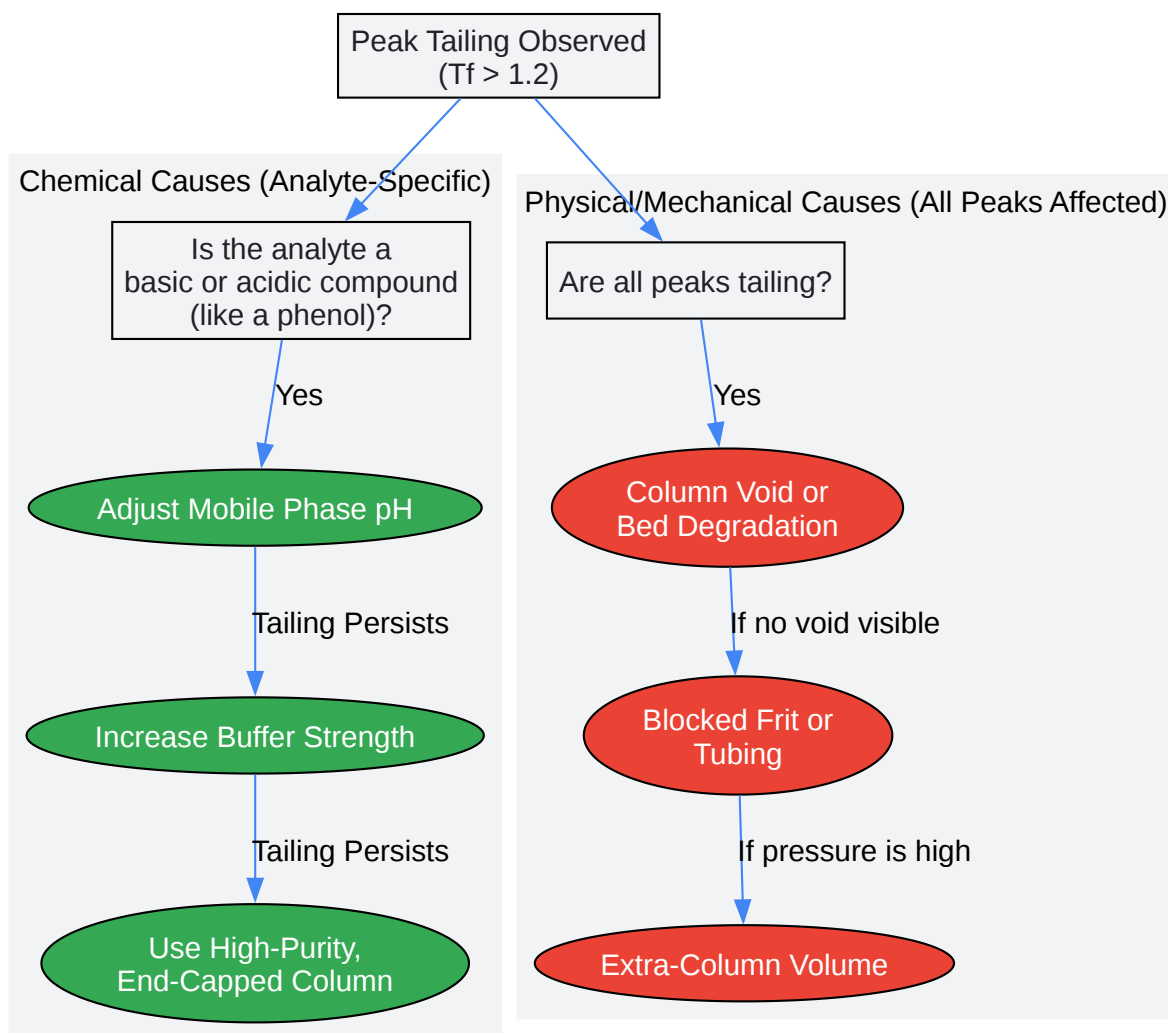 Peak Tailing Observed
(Tf > 1.2)
Chemical Causes (Analyte-Specific)
Is the analyte a
basic or acidic compound
(like a phenol)?
Yes
Adjust Mobile Phase pH
Tailing Persists
Increase Buffer Strength
Tailing Persists
Use High-Purity,
End-Capped Column
Physical/Mechanical Causes (All Peaks Affected)
Are all peaks tailing?
Yes
Column Void or
Bed Degradation
If no void visible
Blocked Frit or
Tubing
If pressure is high
Extra-Column Volume